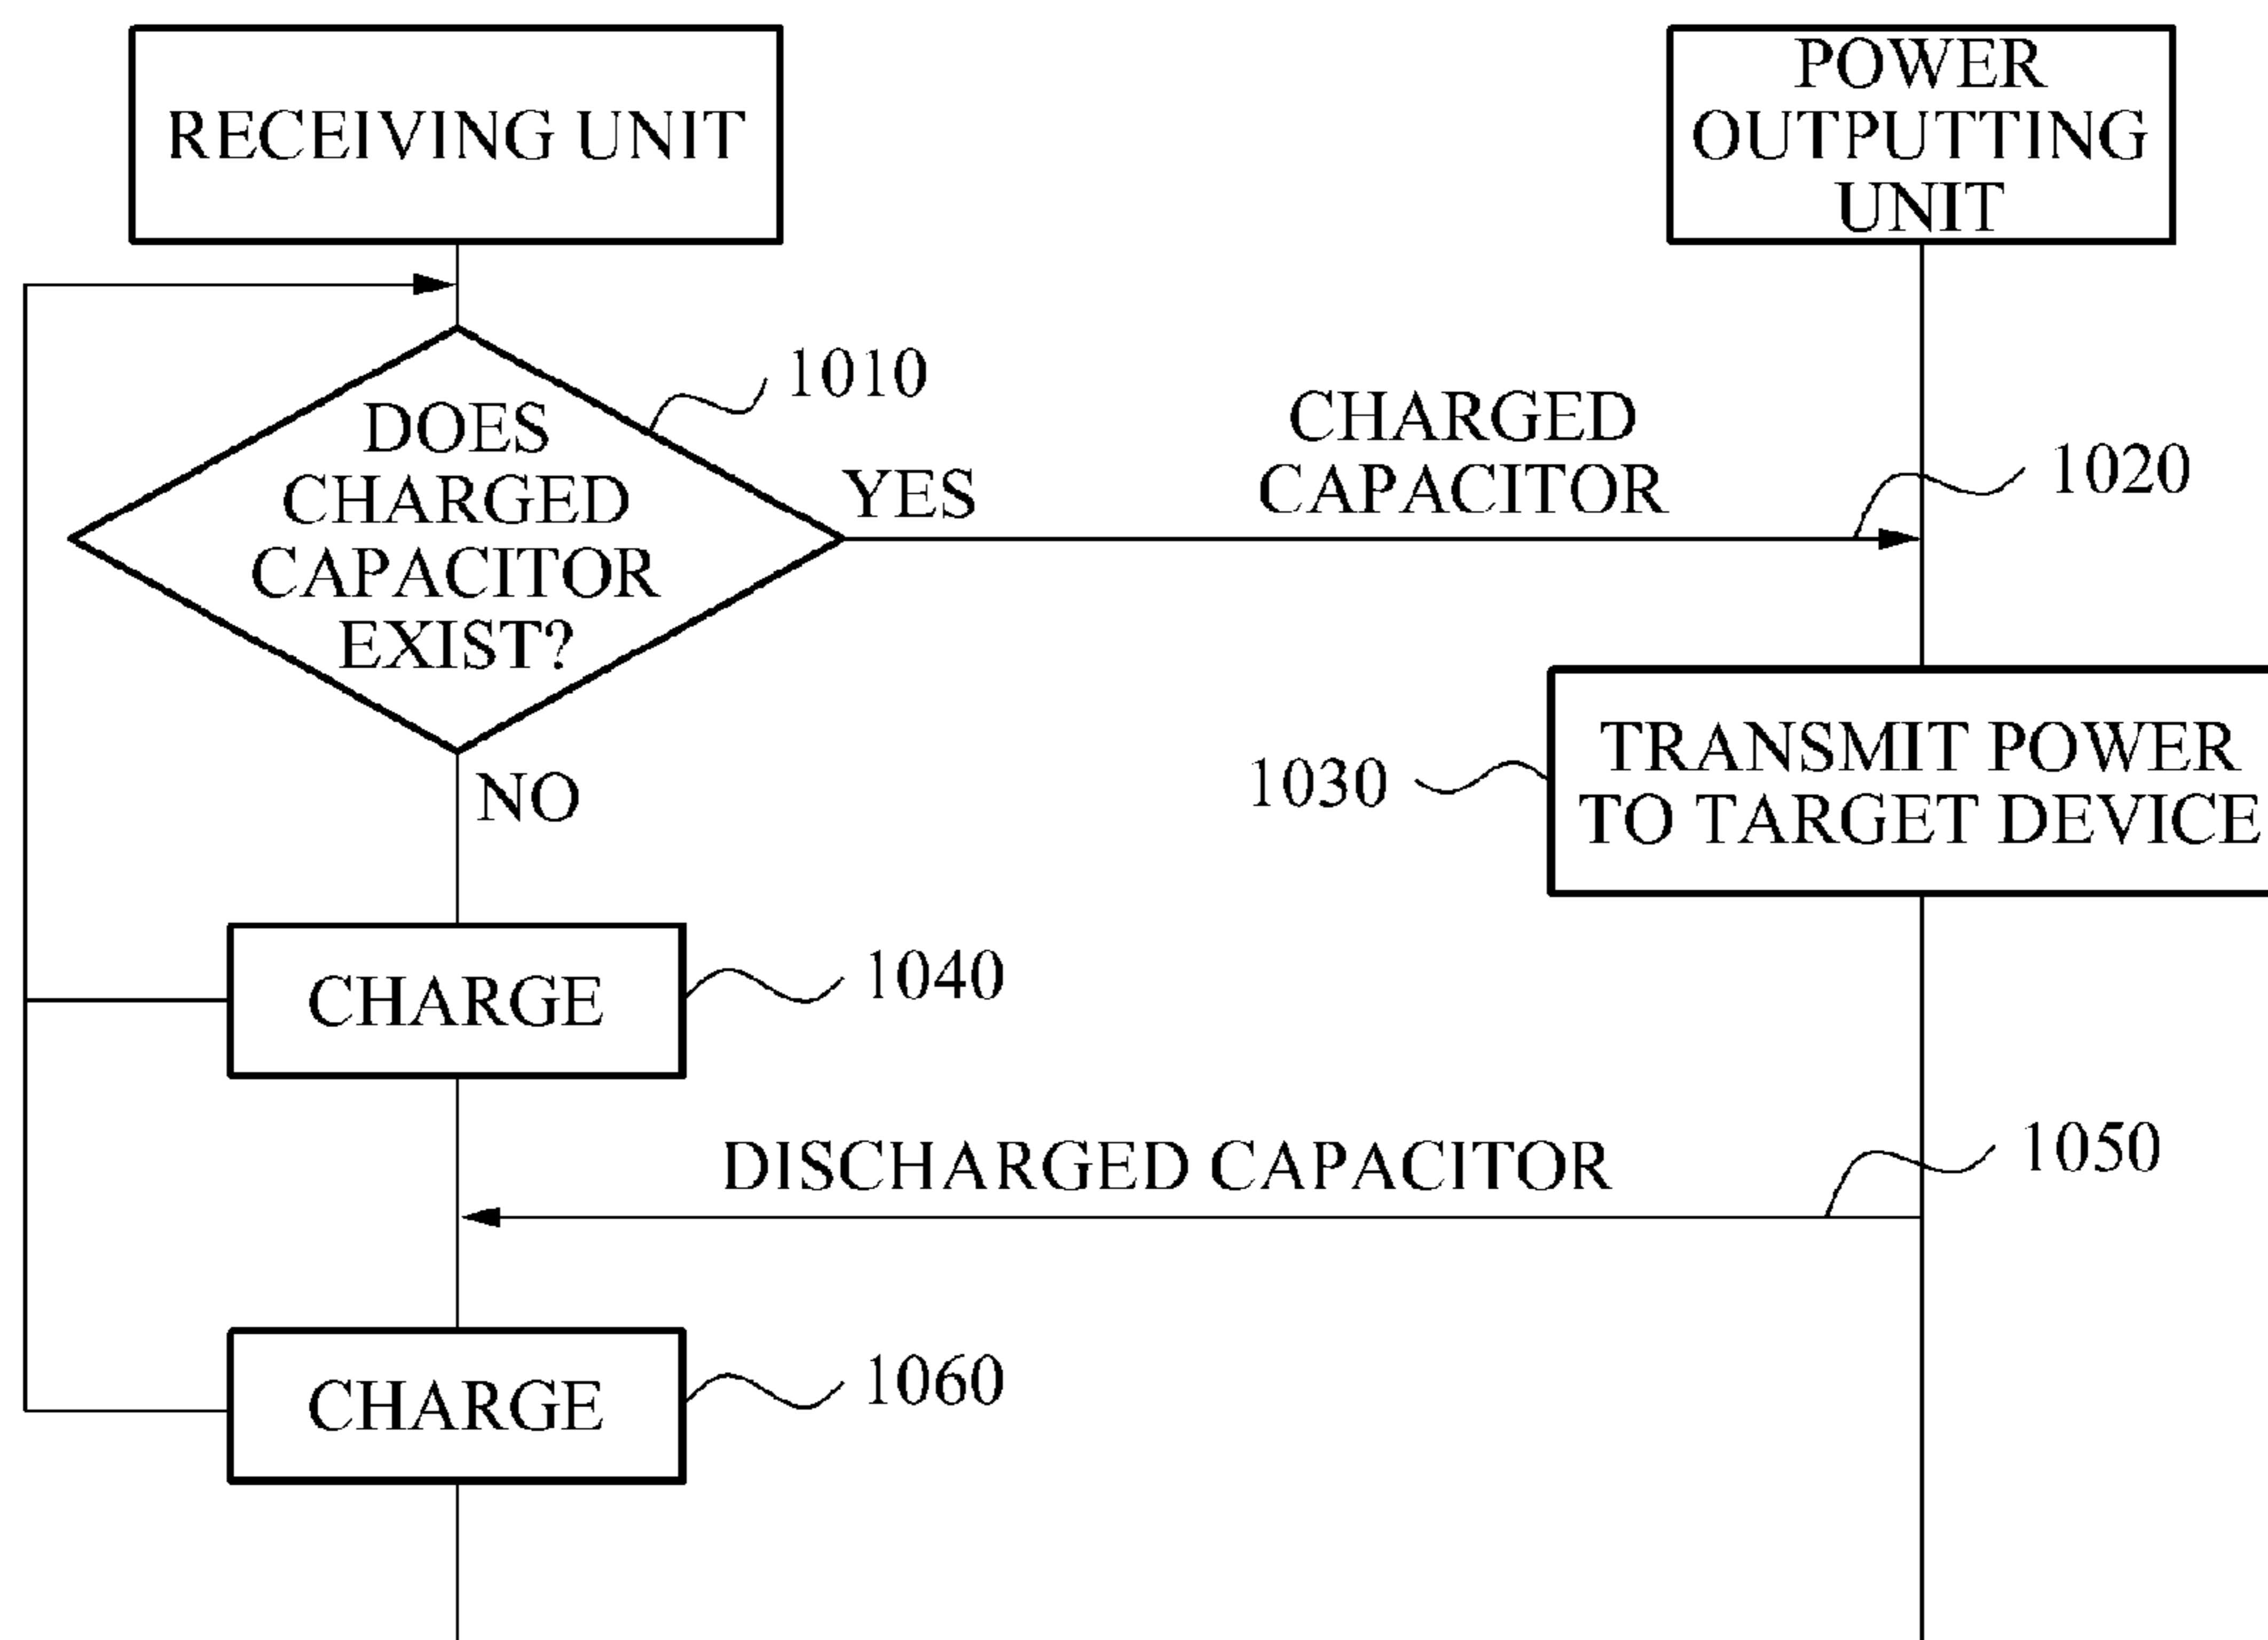 RECEIVING UNIT
POWER
OUTPUTTING
UNIT
1010
DOES
CHARGED
CAPACITOR
EXIST?
YES
CHARGED
CAPACITOR
1020
NO
1030
TRANSMIT POWER
TO TARGET DEVICE
CHARGE
1040
DISCHARGED CAPACITOR
1050
CHARGE
1060